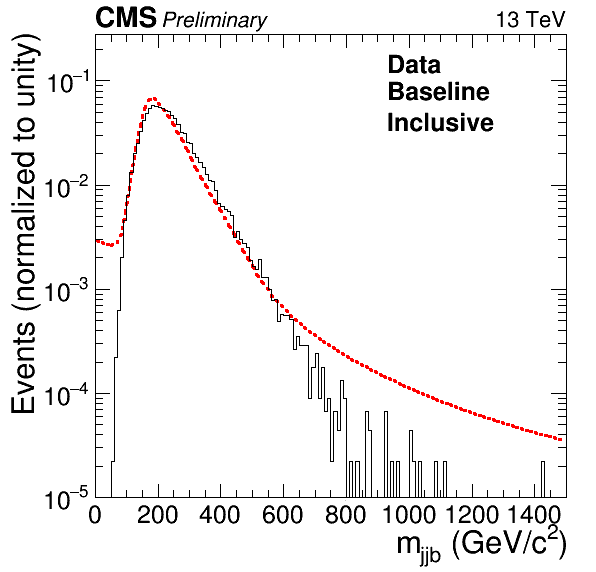 CMS Preliminary 13 TeV
Data
Baseline
Inclusive
Events (normalized to unity)
10⁻¹
10⁻²
10⁻³
10⁻⁴
10⁻⁵
0 200 400 600 800 1000 1200 1400
m_jjb (GeV/c²)